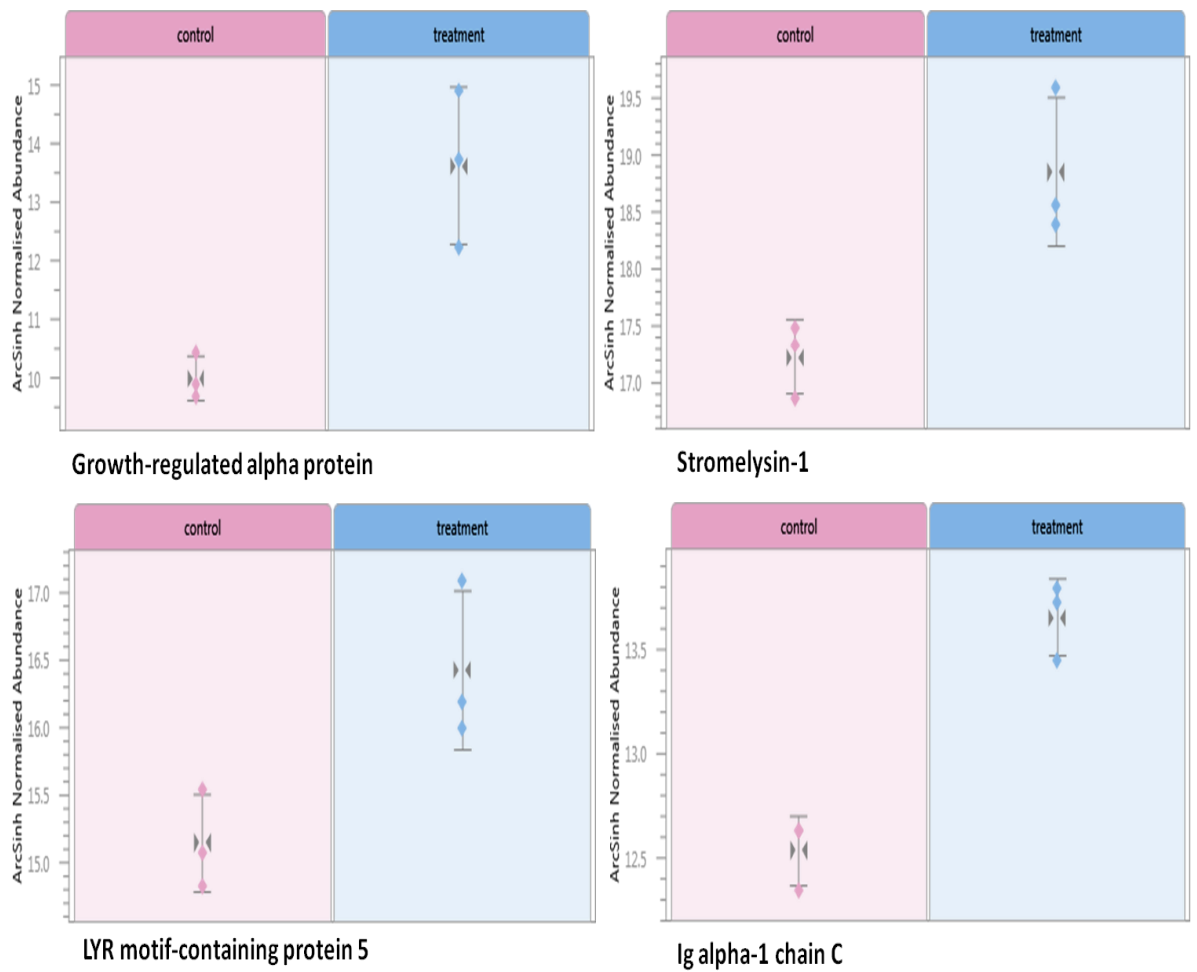 control treatment
ArcSinh Normalised Abundance
15
14
13
12
11
10
Growth-regulated alpha protein
control treatment
ArcSinh Normalised Abundance
19.5
19.0
18.5
18.0
17.5
17.0
Stromelysin-1
control treatment
ArcSinh Normalised Abundance
17.0
16.5
16.0
15.5
15.0
LYR motif-containing protein 5
control treatment
ArcSinh Normalised Abundance
13.5
13.0
12.5
Ig alpha-1 chain C